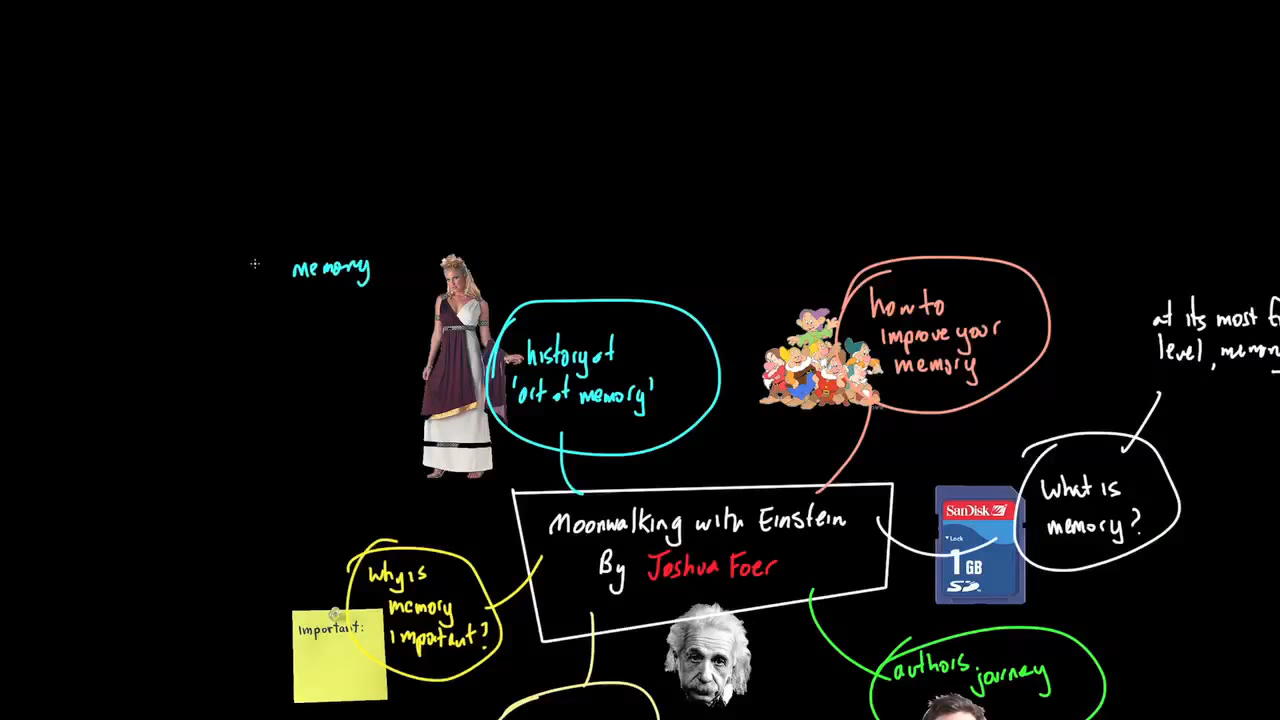 memory
history of
'art of memory'
how to
improve your
memory
at its most
level, memory
What is
memory?
SanDisk
Lock
1 GB
SD
Moonwalking with Einstein
By Joshua Foer
Why is
memory
important?
Important:
authors journey